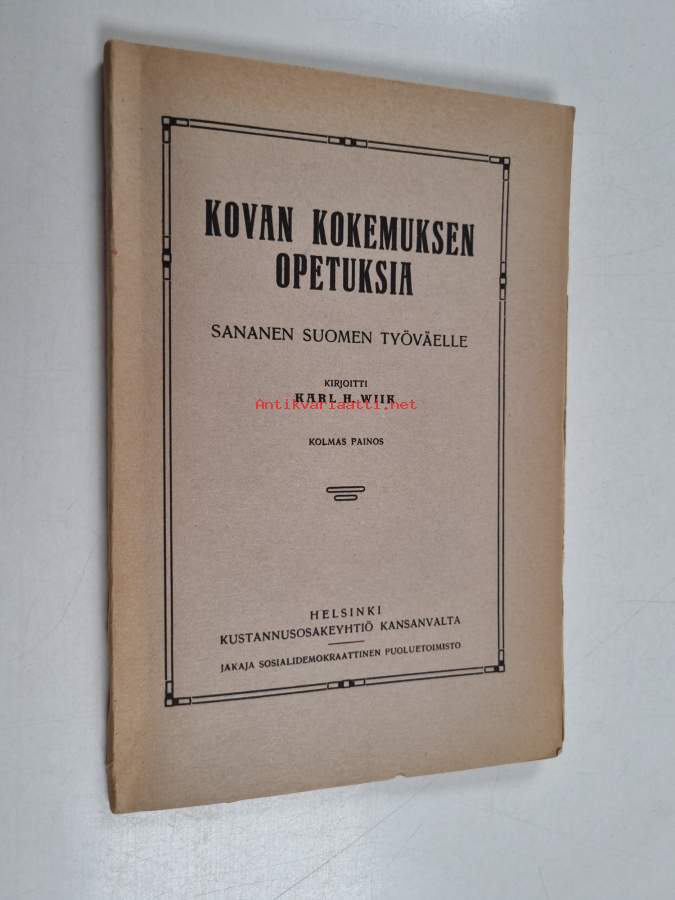 KOVAN KOKEMUKSEN
OPETUKSIA
SANANEN SUOMEN TYÖVÄELLE
KIRJOITTI
KARL H. WIIK
Antikvariaatti.net
KOLMAS PAINOS
HELSINKI
KUSTANNUSOSAKEYHTIÖ KANSANVALTA
JAKAJA SOSIALIDEMOKRAATTINEN PUOLUETOIMISTO